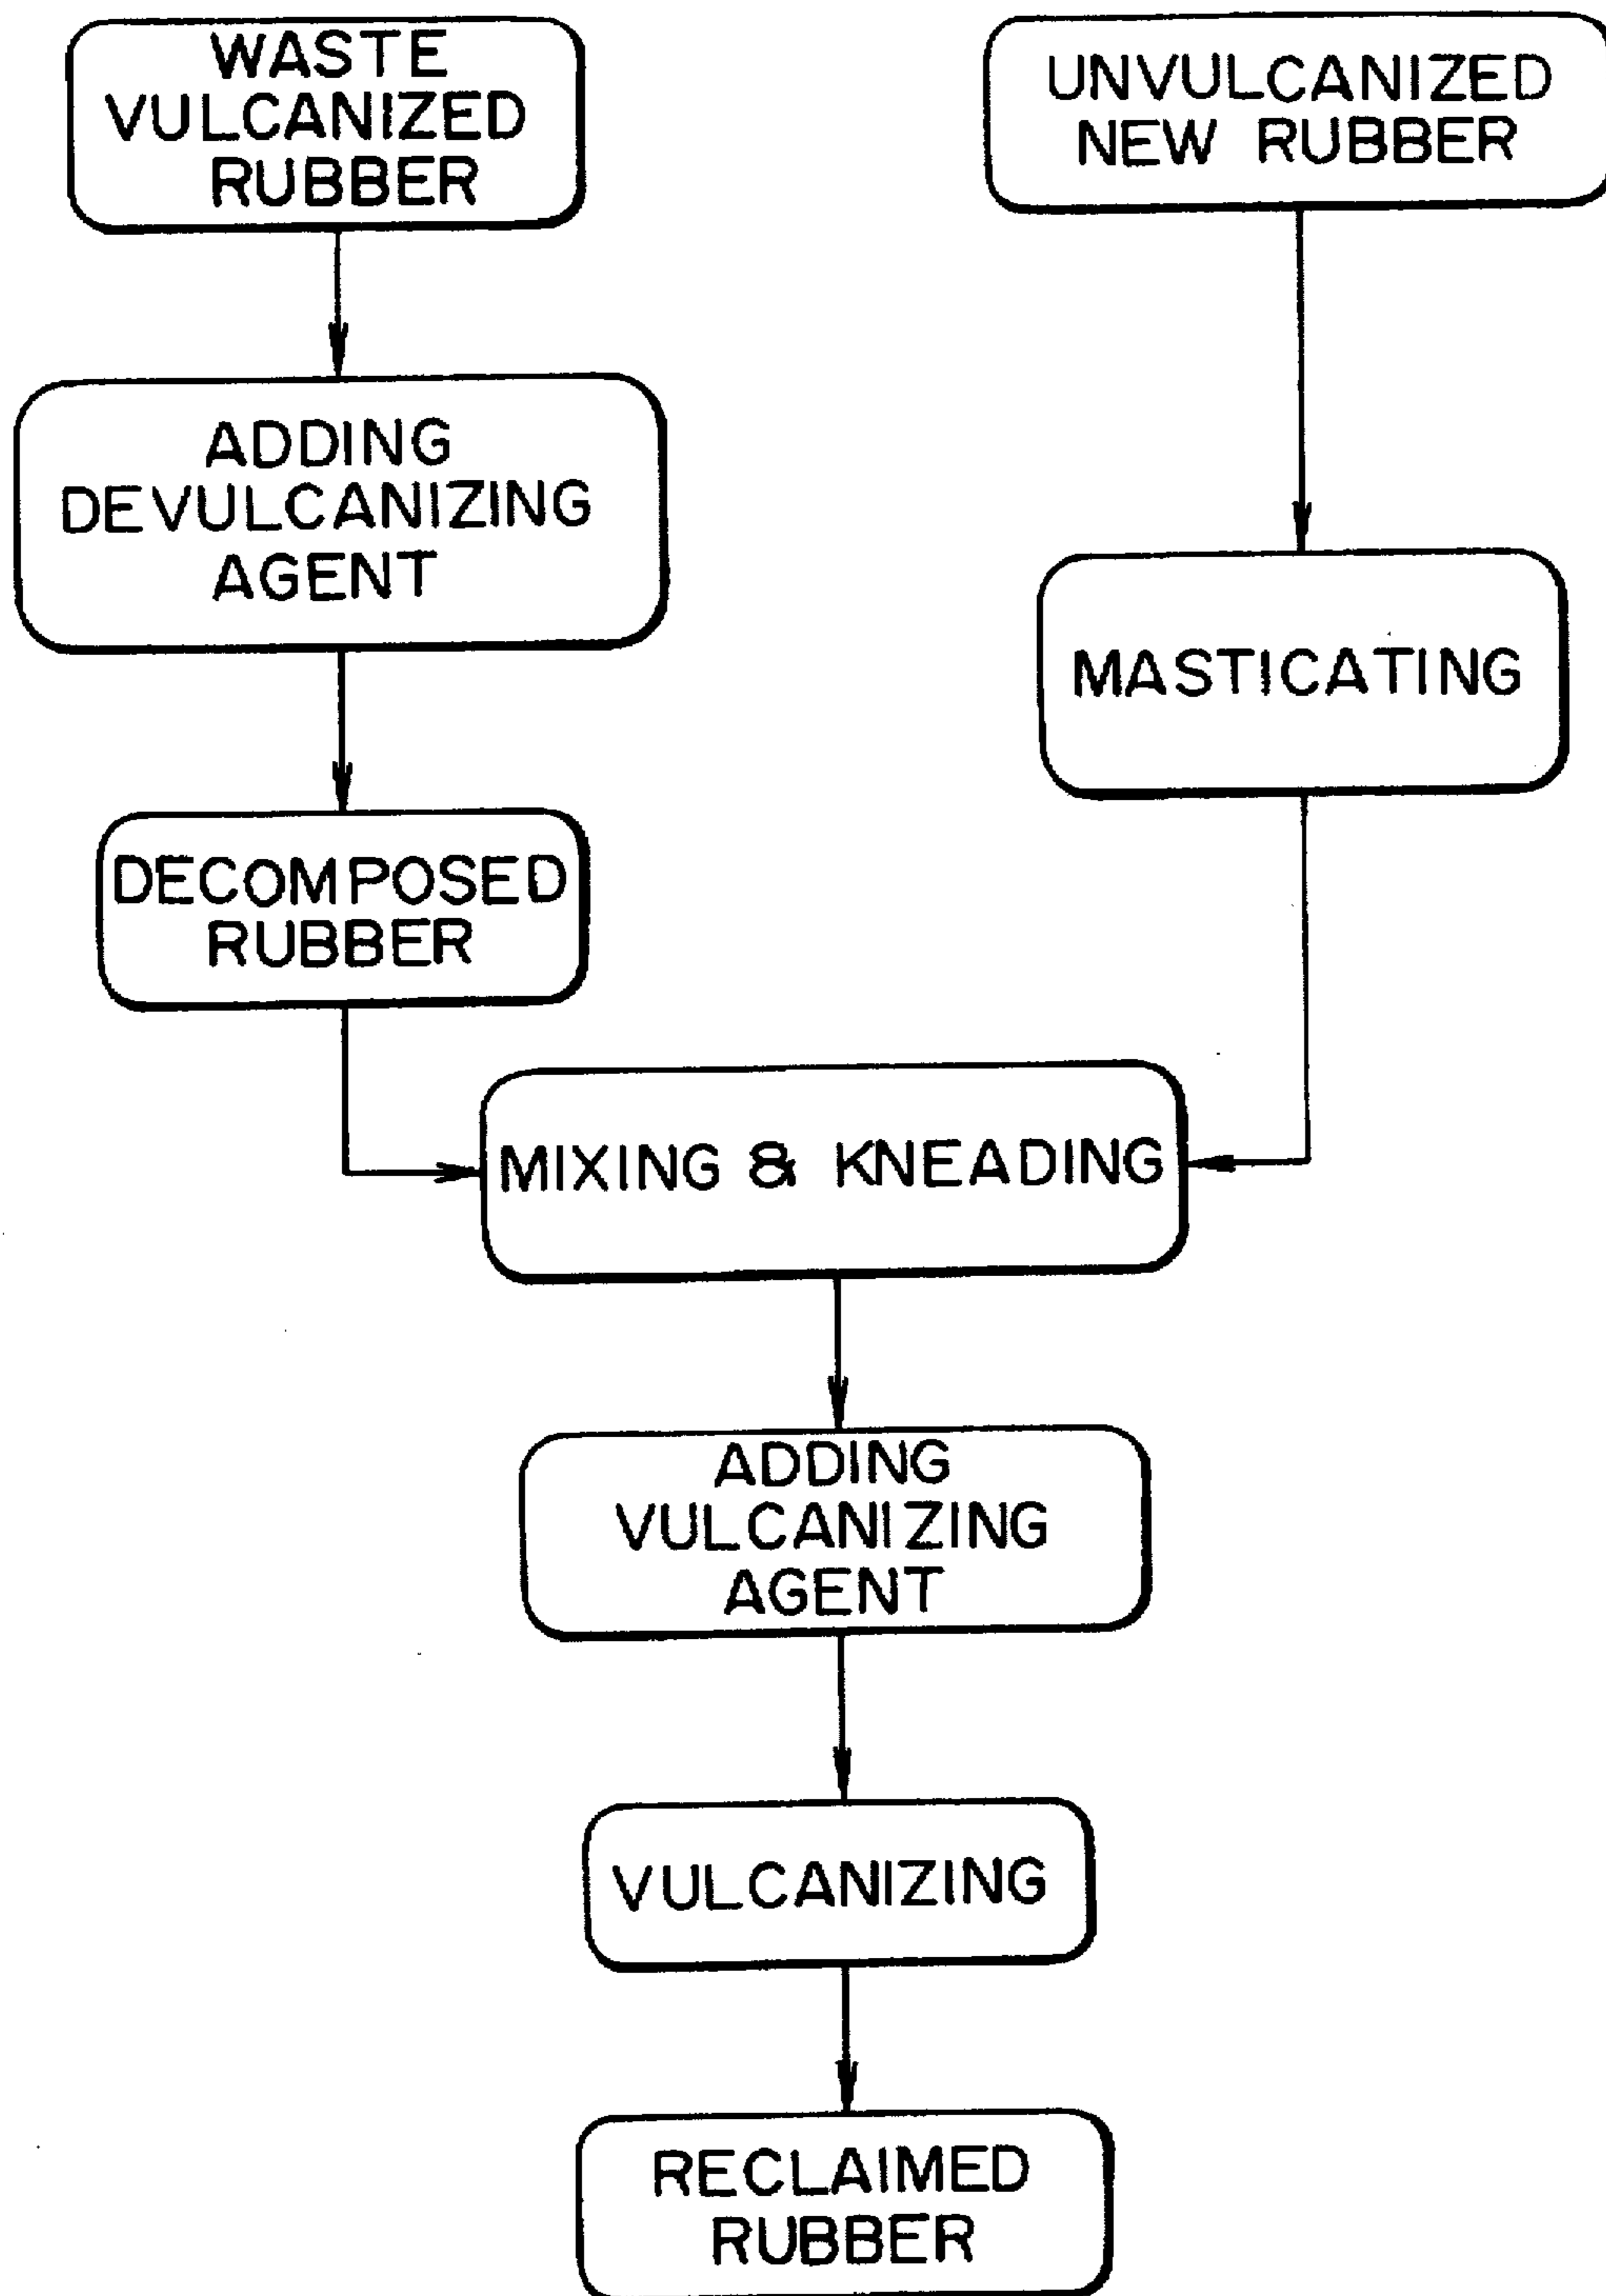 WASTE
VULCANIZED
RUBBER
UNVULCANIZED
NEW RUBBER
ADDING
DEVULCANIZING
AGENT
MASTICATING
DECOMPOSED
RUBBER
MIXING & KNEADING
ADDING
VULCANIZING
AGENT
VULCANIZING
RECLAIMED
RUBBER